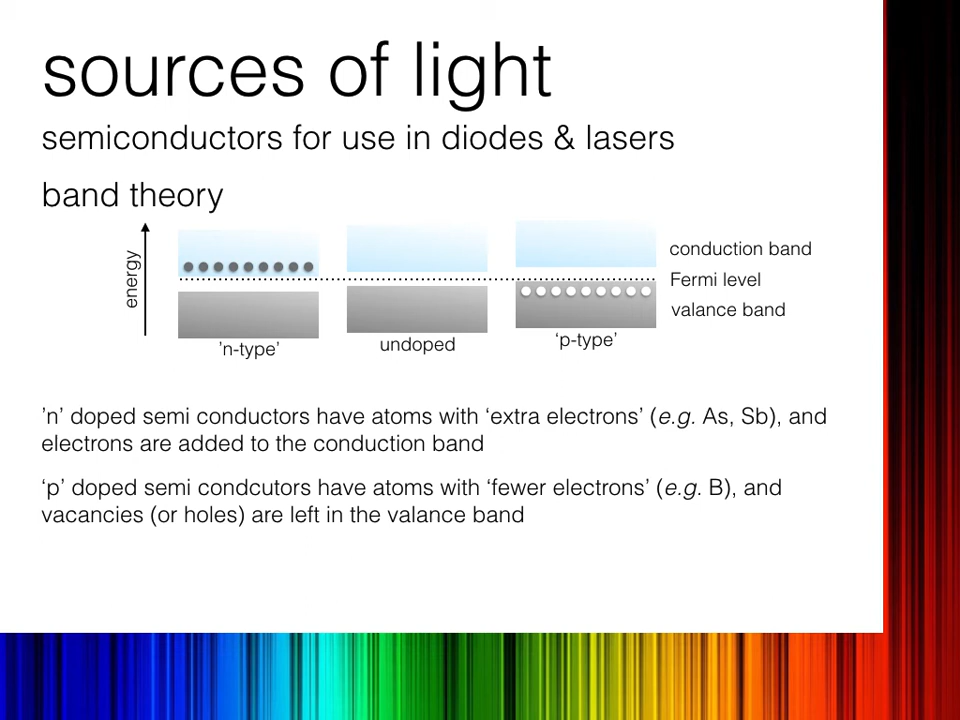 sources of light
semiconductors for use in diodes & lasers
band theory
energy
conduction band
Fermi level
valance band
’n-type’
undoped
‘p-type’
’n’ doped semi conductors have atoms with ‘extra electrons’ (e.g. As, Sb), and
electrons are added to the conduction band
‘p’ doped semi condcutors have atoms with ‘fewer electrons’ (e.g. B), and
vacancies (or holes) are left in the valance band